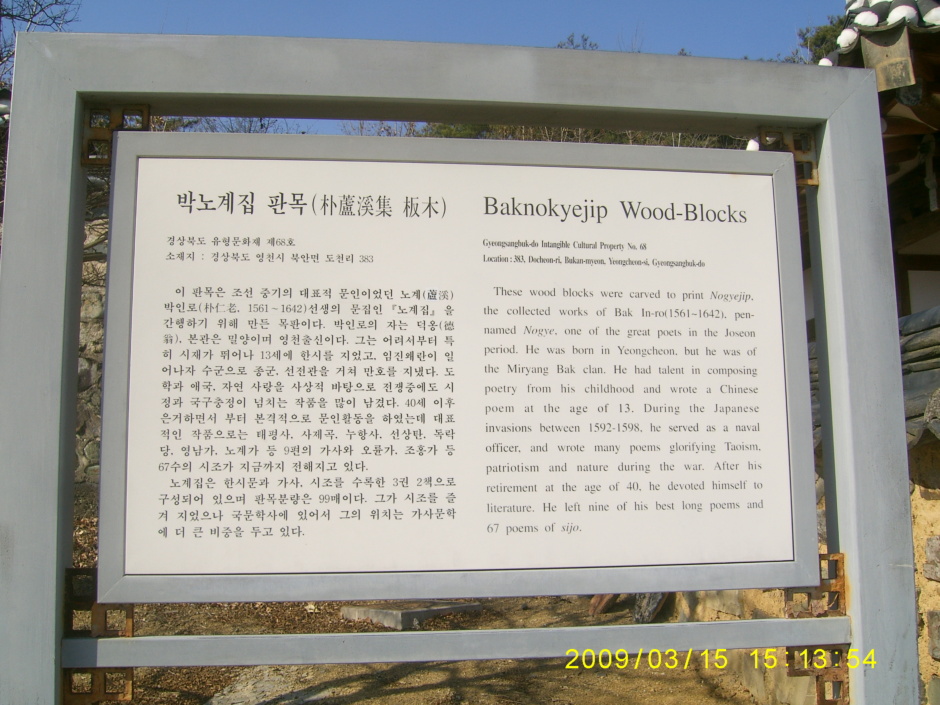 박노계집 판목(朴蘆溪集 板木)
경상북도 유형문화재 제68호
소재지 : 경상북도 영천시 북안면 도천리 383
이 판목은 조선 중기의 대표적 문인이었던 노계(蘆溪)
박인로(朴仁老, 1561~1642)선생의 문집인 『노계집』을
간행하기 위해 만든 목판이다. 박인로의 자는 덕옹(德
翁), 본관은 밀양이며 영천출신이다. 그는 어려서부터 특
히 시재가 뛰어나 13세에 한시를 지었고, 임진왜란이 일
어나자 수군으로 종군, 선전관을 거쳐 만호를 지냈다. 도
학과 애국, 자연 사랑을 사상적 바탕으로 전쟁중에도 시
정과 국구충정이 넘치는 작품을 많이 남겼다. 40세 이후
은거하면서 부터 본격적으로 문인활동을 하였는데 대표
적인 작품으로는 태평사, 사제곡, 누항사, 선상탄, 독락
당, 영남가, 노계가 등 9편의 가사와 오륜가, 조홍가 등
67수의 시조가 지금까지 전해지고 있다.
노계집은 한시문과 가사, 시조를 수록한 3권 2책으로
구성되어 있으며 판목분량은 99매이다. 그가 시조를 즐
겨 지었으나 국문학사에 있어서 그의 위치는 가사문학
에 더 큰 비중을 두고 있다.
Baknokyejip Wood-Blocks
Gyeongsangbuk-do Intangible Cultural Property No. 68
Location : 383, Docheon-ri, Bukan-myeon, Yeongcheon-si, Gyeongsangbuk-do
These wood blocks were carved to print Nogyejip,
the collected works of Bak In-ro(1561~1642), pen-
named Nogye, one of the great poets in the Joseon
period. He was born in Yeongcheon, but he was of
the Miryang Bak clan. He had talent in composing
poetry from his childhood and wrote a Chinese
poem at the age of 13. During the Japanese
invasions between 1592-1598, he served as a naval
officer, and wrote many poems glorifying Taoism,
patriotism and nature during the war. After his
retirement at the age of 40, he devoted himself to
literature. He left nine of his best long poems and
67 poems of sijo.
2009/03/15 15:13:54